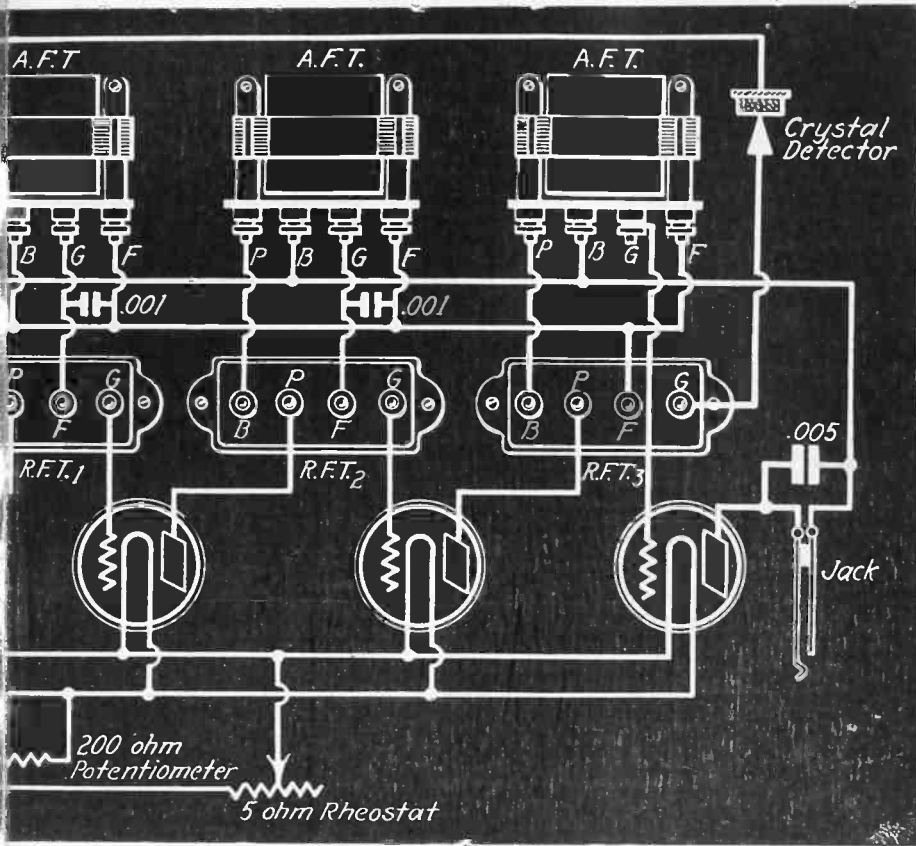 A.F.T
A.F.T.
A.F.T.
Crystal
Detector
B G F P B G F P B G F
.001
.001
P G P G P G
F B F B F
R.F.T.1
R.F.T.2
R.F.T.3
.005
Jack
200 ohm
Potentiometer
5 ohm Rheostat